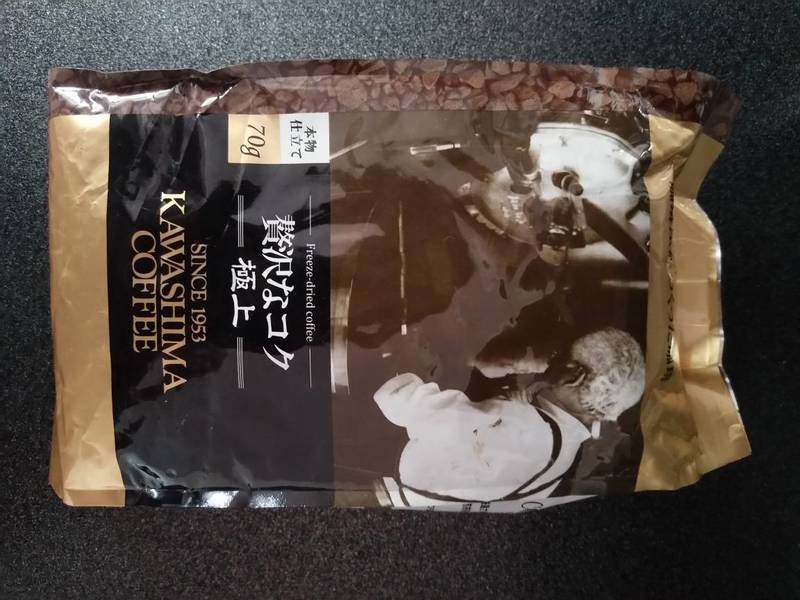 本物
仕立て
70g
Freeze-dried coffee
贅沢なコク
極上
SINCE 1953
KAWASHIMA
COFFEE